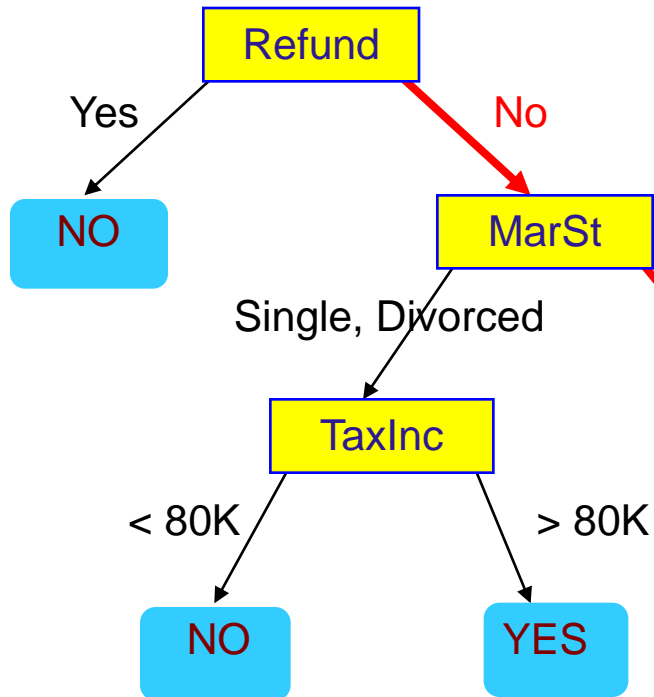 Refund
Yes
No
NO
MarSt
Single, Divorced
TaxInc
< 80K
> 80K
NO
YES